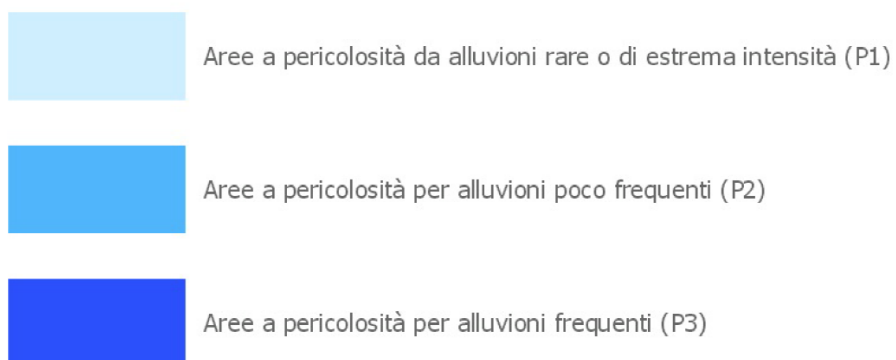 Aree a pericolosità da alluvioni rare o di estrema intensità (P1)
Aree a pericolosità per alluvioni poco frequenti (P2)
Aree a pericolosità per alluvioni frequenti (P3)